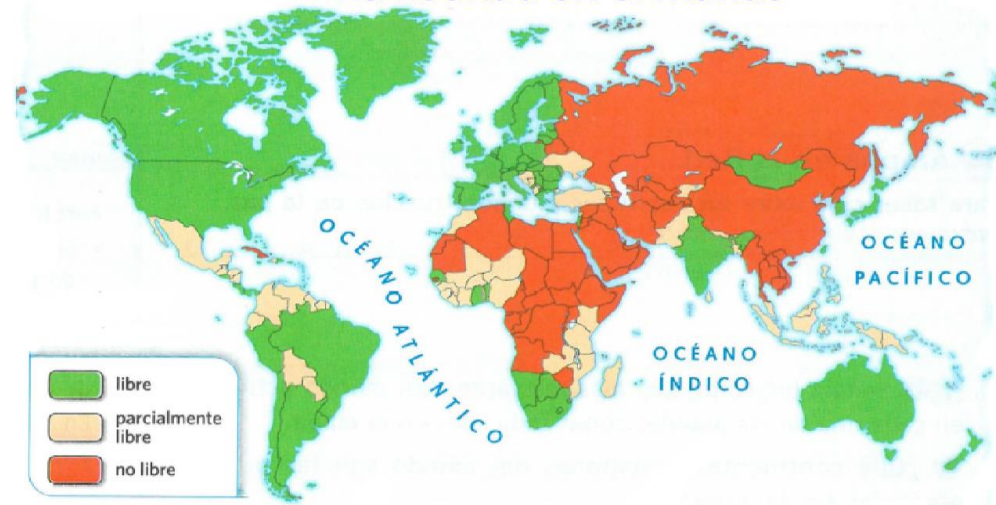 OCÉANO ATLÁNTICO
OCÉANO
PACÍFICO
OCÉANO
ÍNDICO
libre
parcialmente
libre
no libre